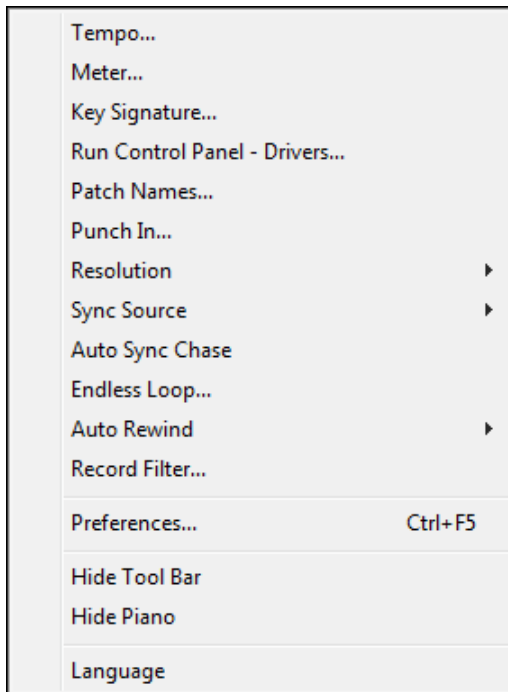 Tempo...
Meter...
Key Signature...
Run Control Panel - Drivers...
Patch Names...
Punch In...
Resolution
Sync Source
Auto Sync Chase
Endless Loop...
Auto Rewind
Record Filter...
Preferences... Ctrl+F5
Hide Tool Bar
Hide Piano
Language